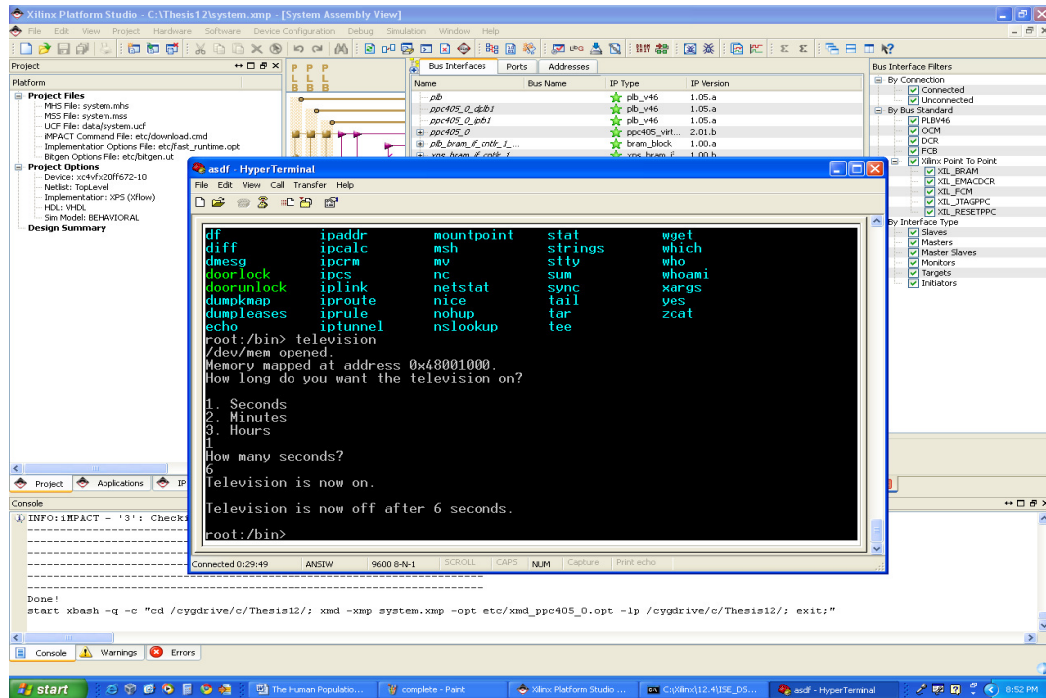 Xilinx Platform Studio - C:\Thesis12\system.xmp - [System Assembly View]
File Edit View Project Hardware Software Device Configuration Debug Simulation Window Help
Project
Platform
Project Files
MHS File: system.mhs
MSS File: system.mss
UCF File: data/system.ucf
iMPACT Command File: etc/download.cmd
Implementation Options File: etc/fast_runtime.opt
Bitgen Options File: etc/bitgen.ut
Project Options
Device: xc4vfx20ff672-10
Netlist: TopLevel
Implementation: XPS (Xflow)
HDL: VHDL
Sim Model: BEHAVIORAL
Design Summary
P P P
L L L
B B B
Bus Interfaces Ports Addresses
Name Bus Name IP Type IP Version
plb plb_v46 1.05.a
ppc405_0_dplb1 plb_v46 1.05.a
ppc405_0_iplb1 plb_v46 1.05.a
ppc405_0 ppc405_virt... 2.01.b
plb_bram_if_cntlr_1_... bram_block 1.00.a
xps_bram_if_cntlr_1 xps_bram_if... 1.00.b
Bus Interface Filters
By Connection
Connected
Unconnected
By Bus Standard
PLBV46
OCM
DCR
FCB
Xilinx Point To Point
XIL_BRAM
XIL_EMACDCR
XIL_FCM
XIL_JTAGPPC
XIL_RESETPPC
By Interface Type
Slaves
Masters
Master Slaves
Monitors
Targets
Initiators
asdf - HyperTerminal
File Edit View Call Transfer Help
df ipaddr mountpoint stat wget
diff ipcalc msh strings which
dmesg ipcrm mv stty who
doorlock ipcs nc sum whoami
doorunlock iplink netstat sync xargs
dumpkmap iproute nice tail yes
dumpleases iprule nohup tar zcat
echo iptunnel nslookup tee
root:/bin> television
/dev/mem opened.
Memory mapped at address 0x48001000.
How long do you want the television on?
1. Seconds
2. Minutes
3. Hours
1
How many seconds?
6
Television is now on.
Television is now off after 6 seconds.
root:/bin>
Connected 0:29:49 ANSIW 9600 8-N-1 SCROLL CAPS NUM Capture Print echo
Project Applications IP
Console
INFO:iMPACT - '3': Checki
Done!
start xbash -q -c "cd /cygdrive/c/Thesis12/; xmd -xmp system.xmp -opt etc/xmd_ppc405_0.opt -lp /cygdrive/c/Thesis12/; exit;"
Console Warnings Errors
start The Human Populatio... complete - Paint Xilinx Platform Studio ... C:\Xilinx\12.4\ISE_DS... asdf - HyperTerminal 8:52 PM